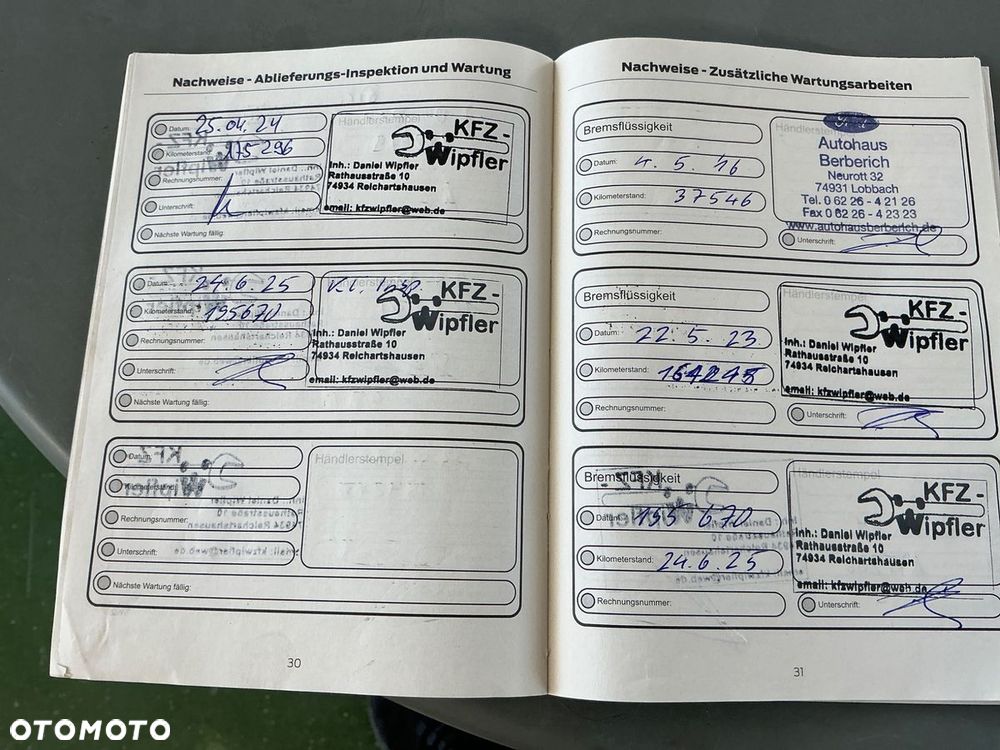 Nachweise - Ablieferungs-Inspektion und Wartung
Datum: 25.04.24
Kilometerstand:
Rechnungsnummer:
Unterschrift:
Nächste Wartung fällig:
Händlerstempel
KFZ -
Wipfler
Inh.: Daniel Wipfler
Rathausstraße 10
74934 Reichartshausen
email: kfzwipfler@web.de
Datum: 24.6.25
Kilometerstand: 195670
Rechnungsnummer:
Unterschrift:
Nächste Wartung fällig:
KFZ -
Wipfler
Inh.: Daniel Wipfler
Rathausstraße 10
74934 Reichartshausen
email: kfzwipfler@web.de
Datum:
Kilometerstand:
Rechnungsnummer:
Unterschrift:
Nächste Wartung fällig:
Händlerstempel
30
Nachweise - Zusätzliche Wartungsarbeiten
Bremsflüssigkeit
Datum: 4.5.16
Kilometerstand: 37546
Rechnungsnummer:
Händlerstempel
Ford
Autohaus
Berberich
Neurott 32
74931 Lobbach
Tel. 0 62 26 - 4 21 26
Fax 0 62 26 - 4 23 23
www.autohausberberich.de
Unterschrift:
Bremsflüssigkeit
Datum: 22.5.23
Kilometerstand:
Rechnungsnummer:
Händlerstempel
KFZ -
Wipfler
Inh.: Daniel Wipfler
Rathausstraße 10
74934 Reichartshausen
email: kfzwipfler@web.de
Unterschrift:
Bremsflüssigkeit
Datum: 195670
Kilometerstand: 24.6.25
Rechnungsnummer:
Händlerstempel
KFZ -
Wipfler
Inh.: Daniel Wipfler
Rathausstraße 10
74934 Reichartshausen
email: kfzwipfler@web.de
Unterschrift:
31
OTOMOTO